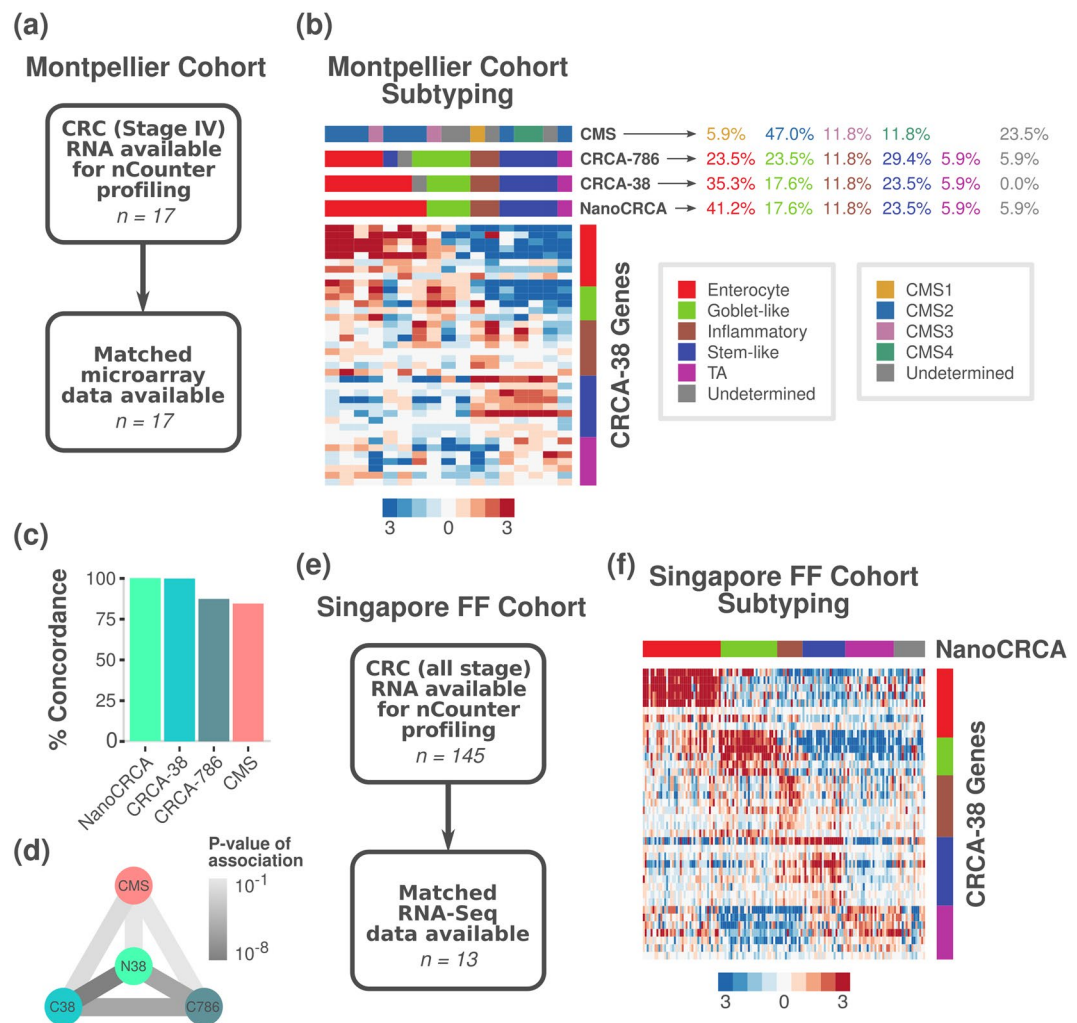 (a)
Montpellier Cohort
CRC (Stage IV)
RNA available
for nCounter
profiling
n = 17
Matched
microarray
data available
n = 17
(b)
Montpellier Cohort
Subtyping
CMS 5.9% 47.0% 11.8% 11.8% 23.5%
CRCA-786 23.5% 23.5% 11.8% 29.4% 5.9% 5.9%
CRCA-38 35.3% 17.6% 11.8% 23.5% 5.9% 0.0%
NanoCRCA 41.2% 17.6% 11.8% 23.5% 5.9% 5.9%
CRCA-38 Genes
Enterocyte
Goblet-like
Inflammatory
Stem-like
TA
Undetermined
CMS1
CMS2
CMS3
CMS4
Undetermined
3 0 3
(c)
% Concordance
100
75
50
25
0
NanoCRCA
CRCA-38
CRCA-786
CMS
(d)
P-value of
association
10-1
10-8
CMS
N38
C38
C786
(e)
Singapore FF Cohort
CRC (all stage)
RNA available
for nCounter
profiling
n = 145
Matched
RNA-Seq
data available
n = 13
(f)
Singapore FF Cohort
Subtyping
NanoCRCA
CRCA-38 Genes
3 0 3